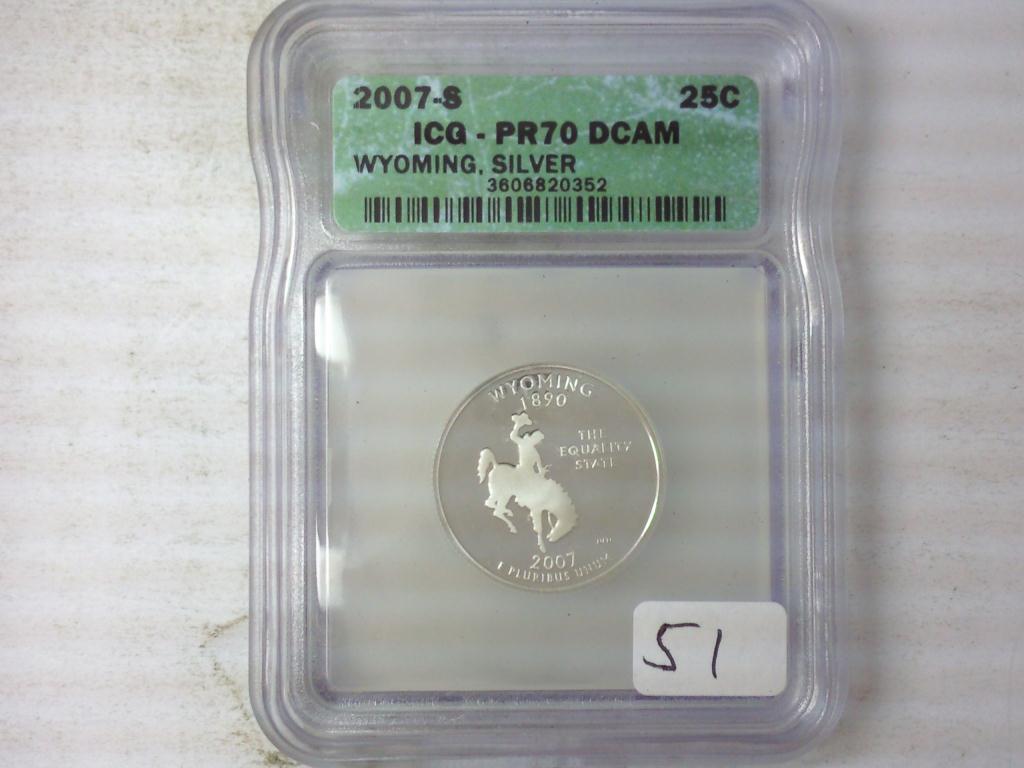 2007-S 25C
ICG - PR70 DCAM
WYOMING, SILVER
3606820352
WYOMING
1890
THE
EQUALITY
STATE
2007
E PLURIBUS UNUM
51